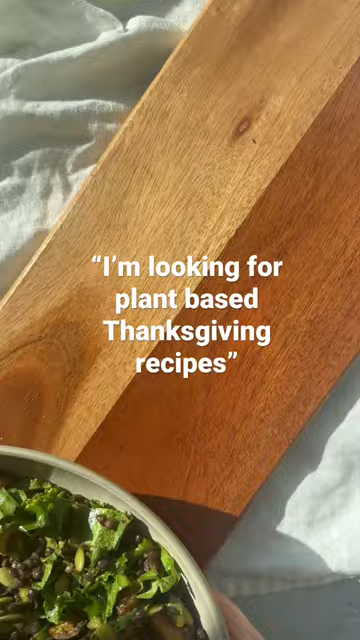 “I’m looking for
plant based
Thanksgiving
recipes”